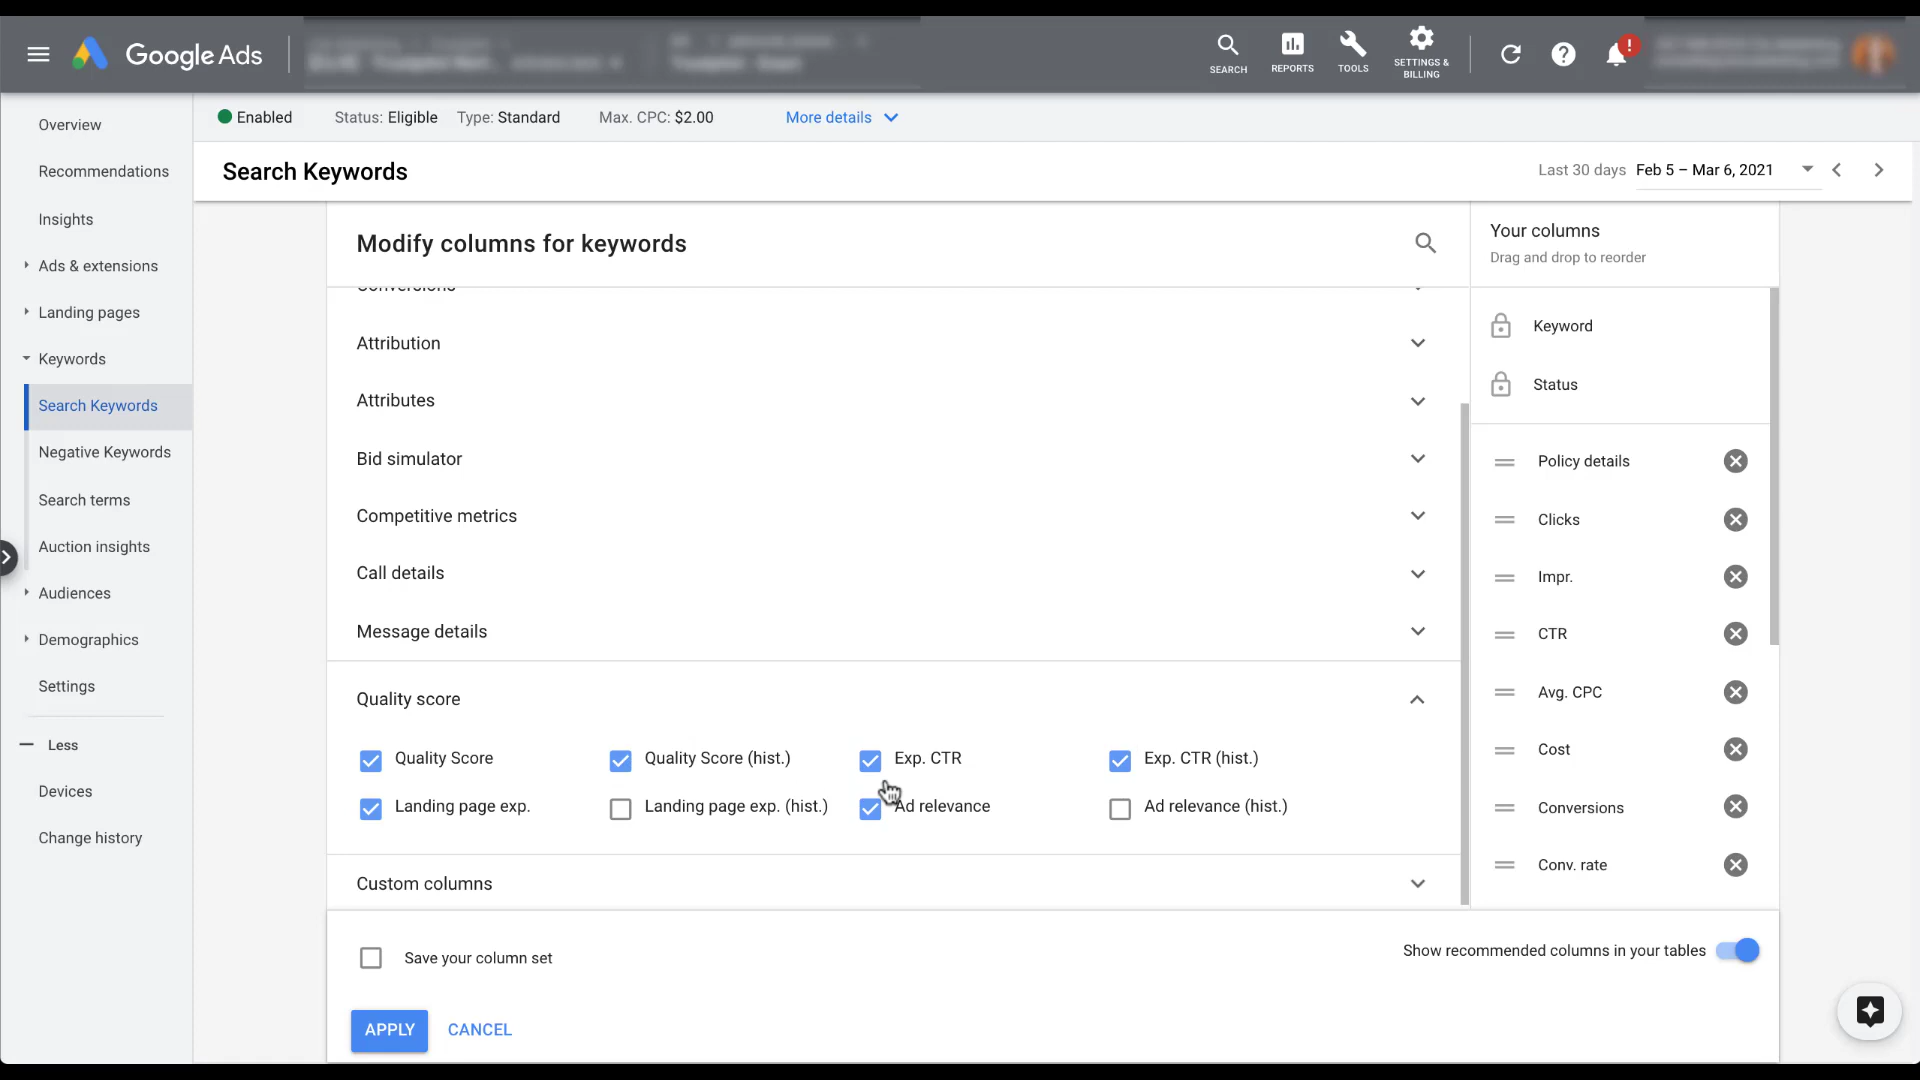 Google Ads
SEARCH
REPORTS
TOOLS
SETTINGS &
BILLING
!
Enabled
Status: Eligible
Type: Standard
Max. CPC: $2.00
More details
Search Keywords
Last 30 days
Feb 5 – Mar 6, 2021
Overview
Recommendations
Insights
Ads & extensions
Landing pages
Keywords
Search Keywords
Negative Keywords
Search terms
Auction insights
Audiences
Demographics
Settings
Less
Devices
Change history
Modify columns for keywords
Conversions
Attribution
Attributes
Bid simulator
Competitive metrics
Call details
Message details
Quality score
Quality Score
Quality Score (hist.)
Exp. CTR
Exp. CTR (hist.)
Landing page exp.
Landing page exp. (hist.)
Ad relevance
Ad relevance (hist.)
Custom columns
Your columns
Drag and drop to reorder
Keyword
Status
Policy details
Clicks
Impr.
CTR
Avg. CPC
Cost
Conversions
Conv. rate
Save your column set
Show recommended columns in your tables
APPLY
CANCEL